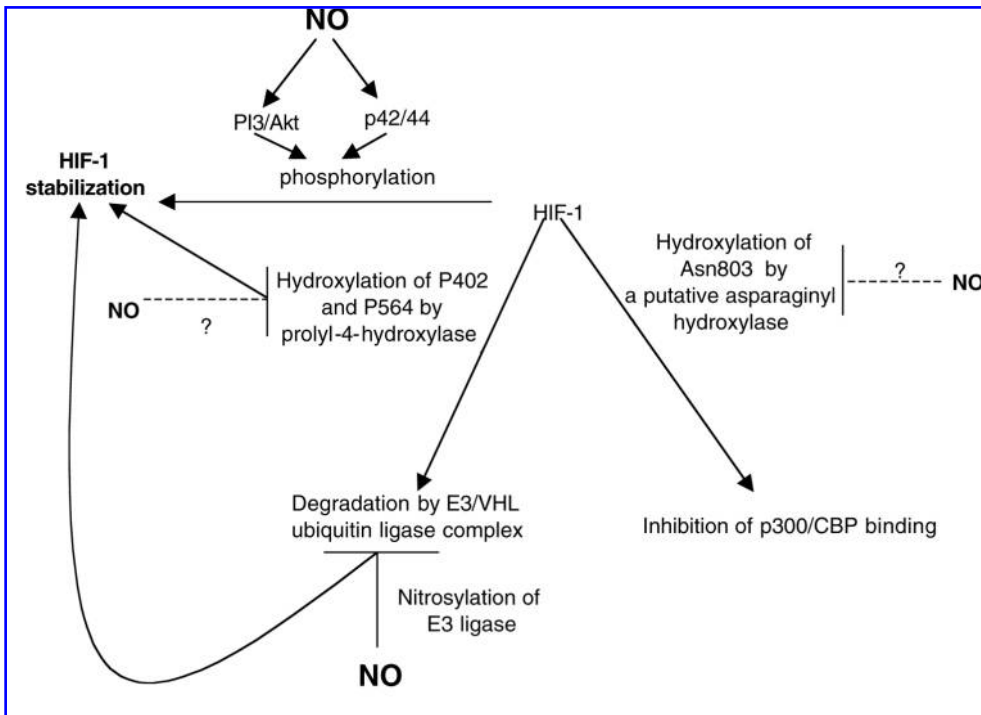 NO
PI3/Akt
p42/44
phosphorylation
HIF-1
stabilization
HIF-1
Hydroxylation of
Asn803 by
a putative asparaginyl
hydroxylase
?
NO
Hydroxylation of P402
and P564 by
prolyl-4-hydroxylase
NO
?
Degradation by E3/VHL
ubiquitin ligase complex
Inhibition of p300/CBP binding
Nitrosylation of
E3 ligase
NO